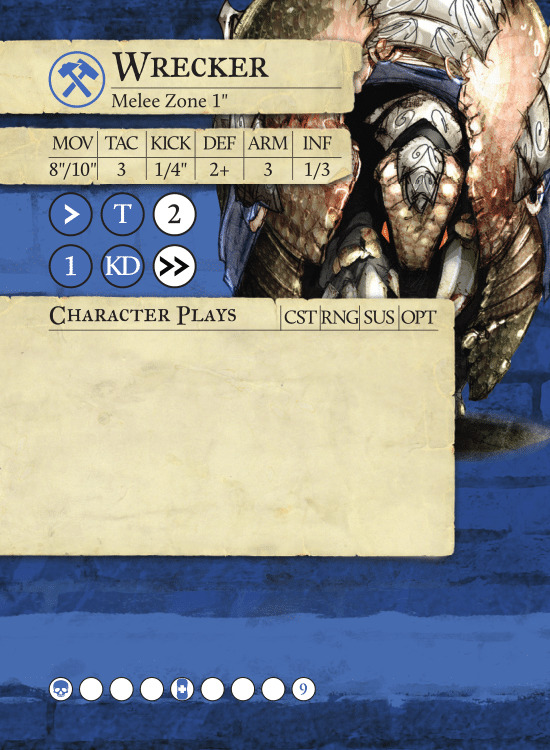 Wrecker
Melee Zone 1"
MOV TAC KICK DEF ARM INF
8"/10" 3 1/4" 2+ 3 1/3
> T 2
1 KD >>
Character Plays CST RNG SUS OPT
9